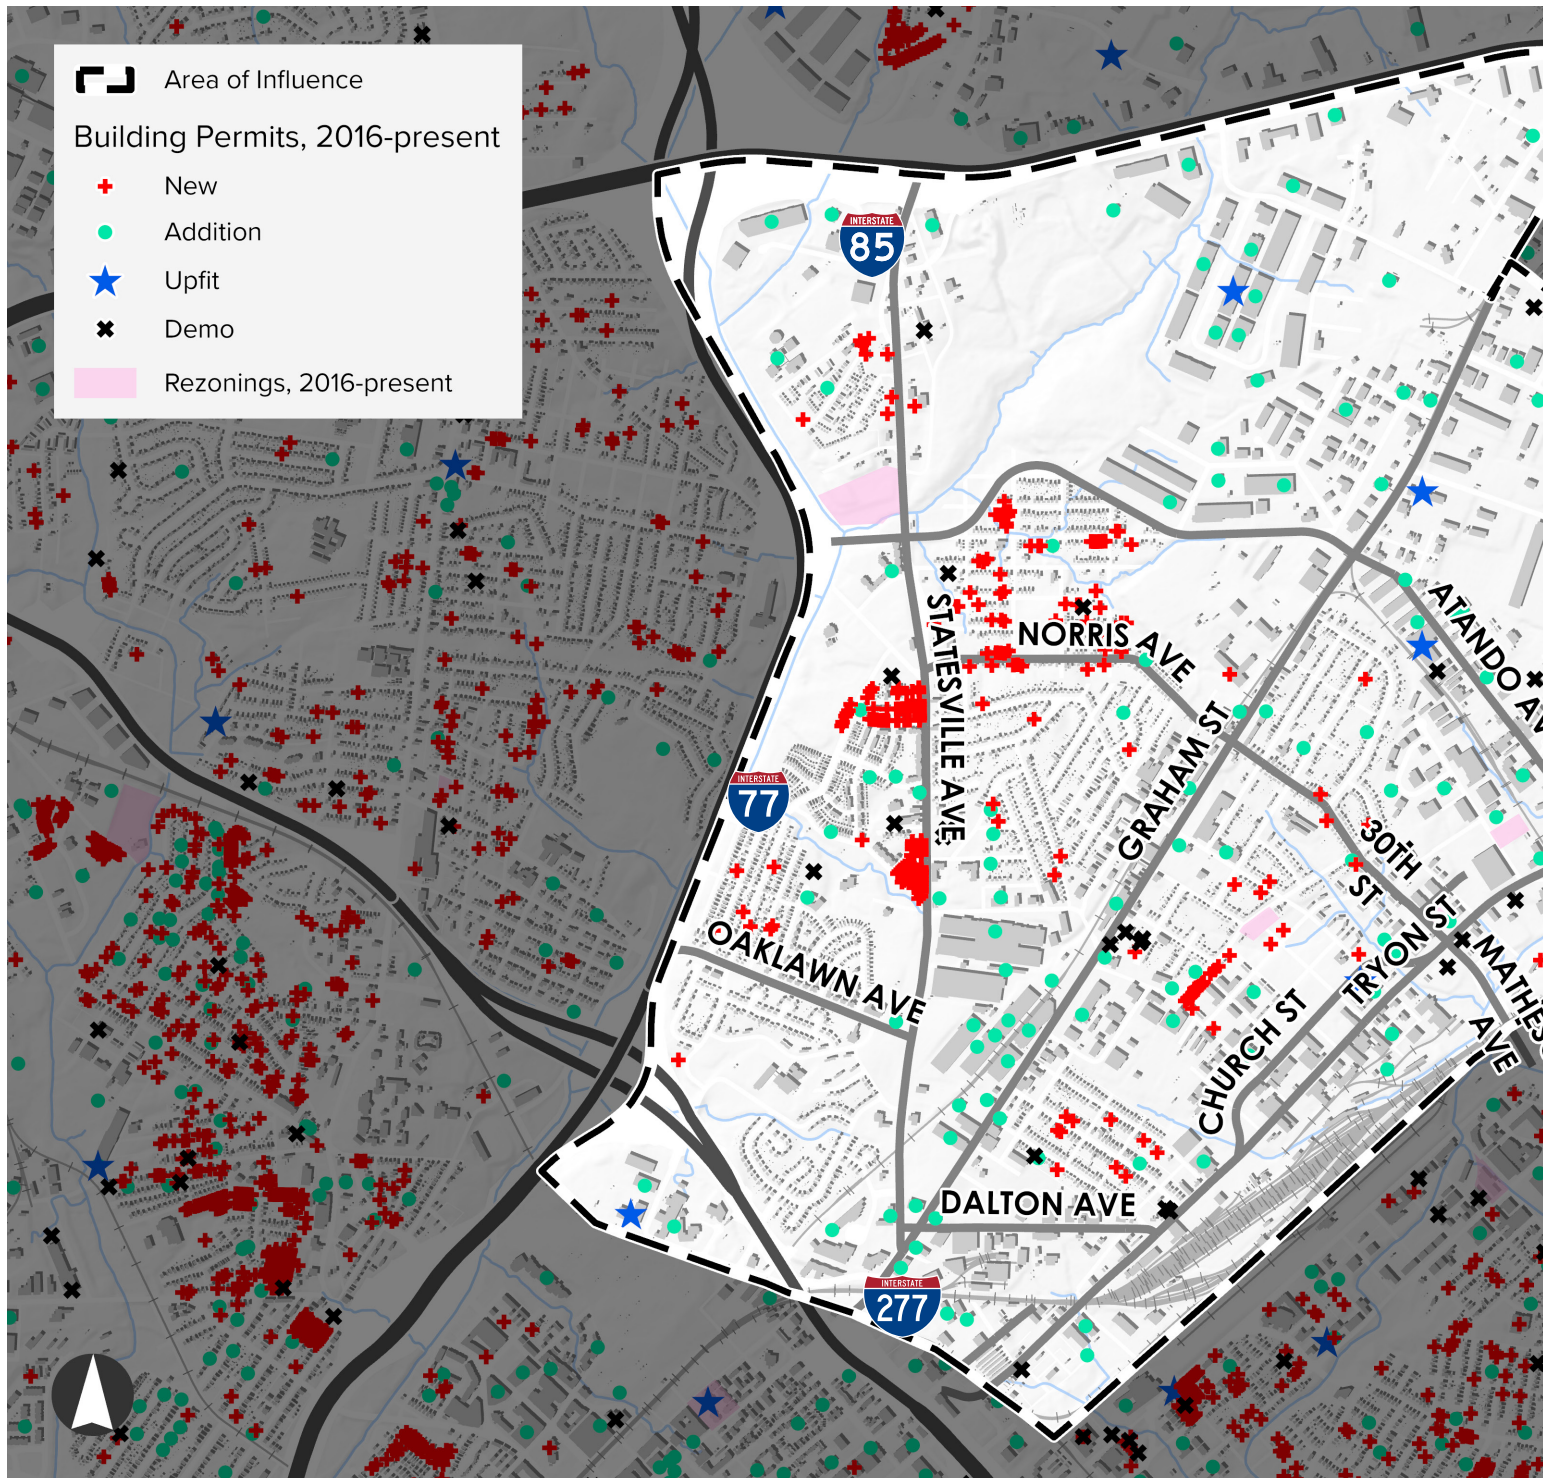 Area of Influence
Building Permits, 2016-present
New
Addition
Upfit
Demo
Rezonings, 2016-present
INTERSTATE
85
STATESVILLE AVE
NORRIS AVE
ATANDO AV
GRAHAM ST
INTERSTATE
77
30TH
ST
TRYON ST
MATHES
AVE
OAKLAWN AVE
CHURCH ST
DALTON AVE
INTERSTATE
277